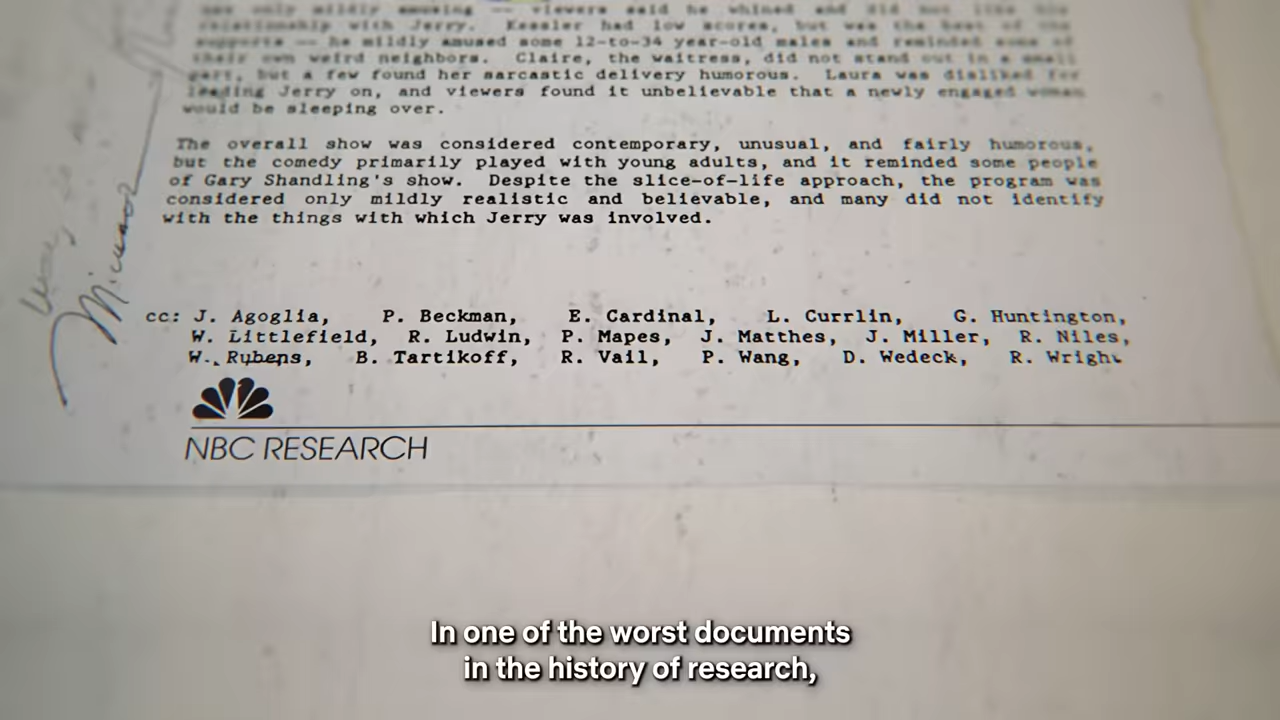 was only mildly amusing — viewers said he whined and did not like his
relationship with Jerry. Kessler had low scores, but was the best of the
supports — he mildly amused some 12-to-34 year-old males and reminded some of
their own weird neighbors. Claire, the waitress, did not stand out in a small
part, but a few found her sarcastic delivery humorous. Laura was disliked for
leading Jerry on, and viewers found it unbelievable that a newly engaged woman
would be sleeping over.
The overall show was considered contemporary, unusual, and fairly humorous,
but the comedy primarily played with young adults, and it reminded some people
of Gary Shandling's show. Despite the slice-of-life approach, the program was
considered only mildly realistic and believable, and many did not identify
with the things with which Jerry was involved.
cc: J. Agoglia, P. Beckman, E. Cardinal, L. Currlin, G. Huntington,
W. Littlefield, R. Ludwin, P. Mapes, J. Matthes, J. Miller, R. Niles,
W. Rubens, B. Tartikoff, R. Vail, P. Wang, D. Wedeck, R. Wright
NBC RESEARCH
In one of the worst documents
in the history of research,